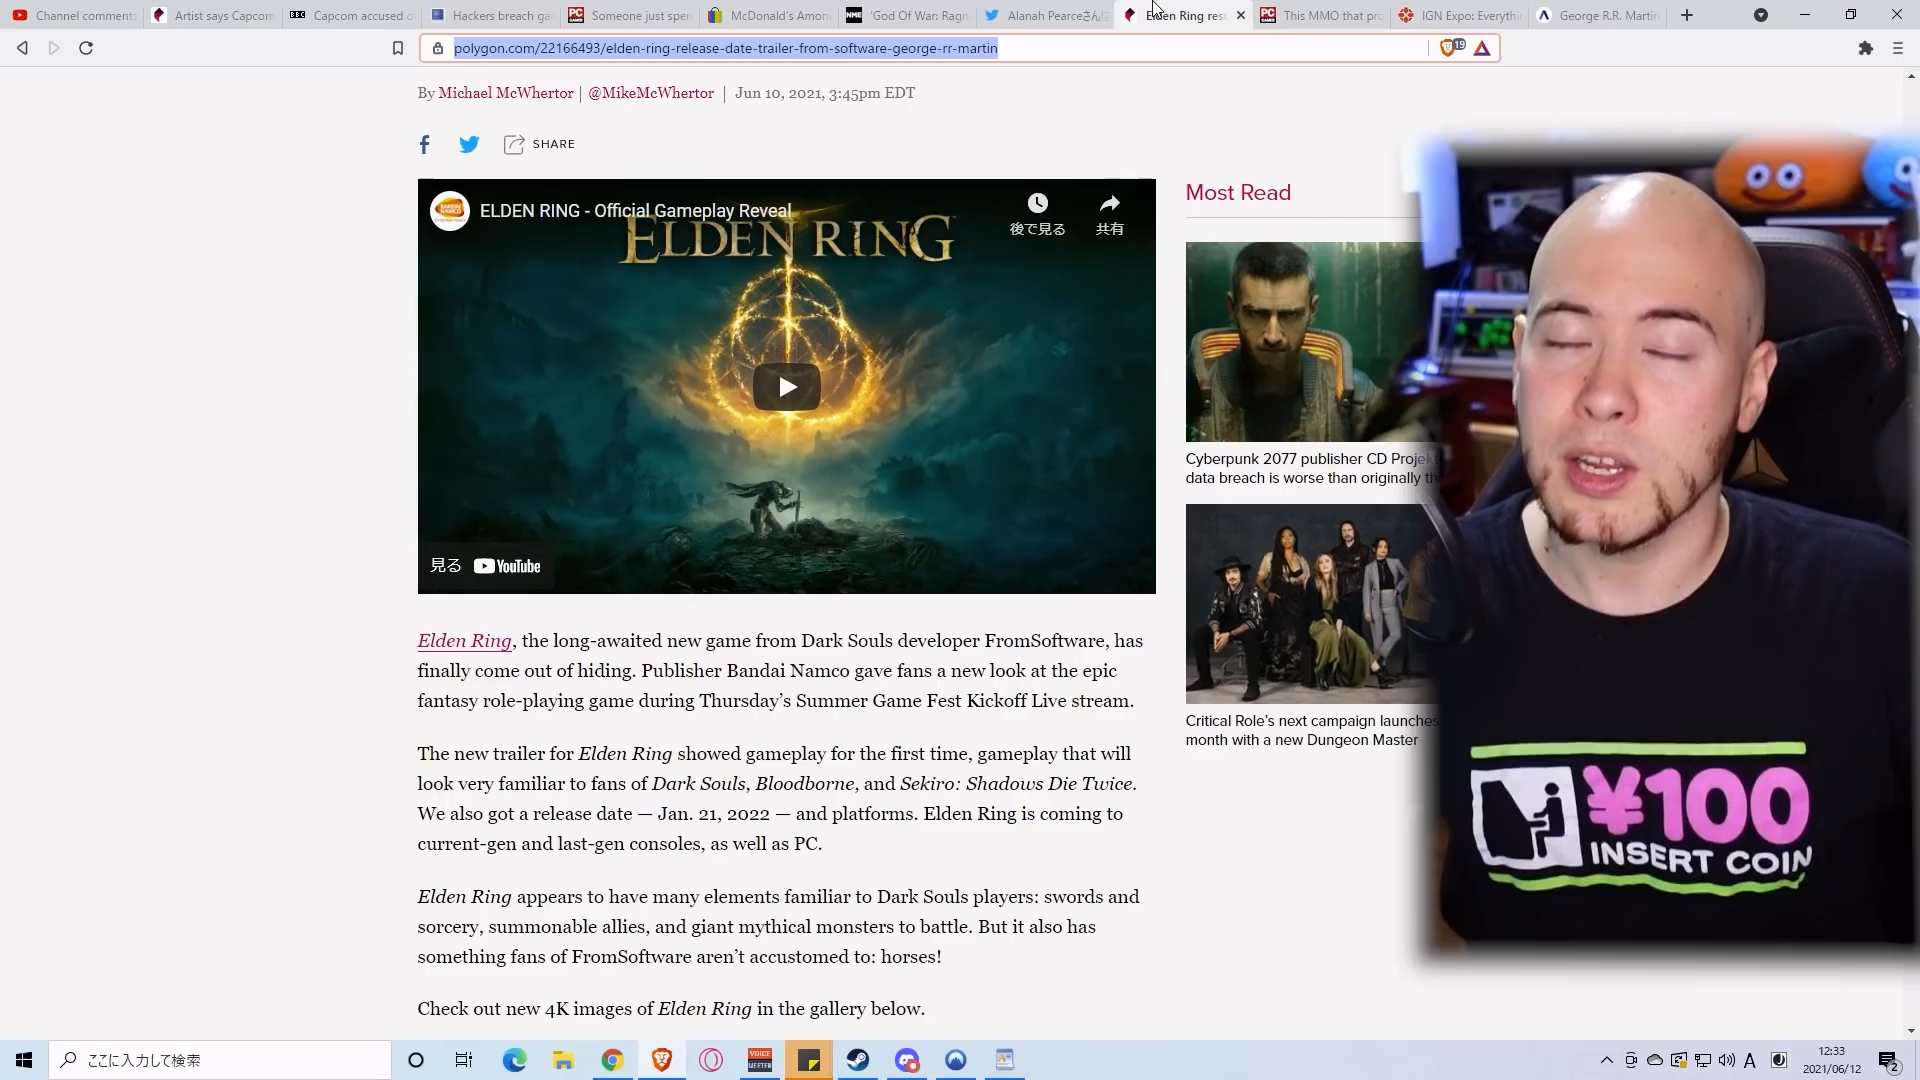 Channel comments
Artist says Capcom
BBC
Capcom accused o
Hackers breach ga
PC GAMER
Someone just spen
McDonald's Amon
NME
'God Of War: Ragn
Alanah Pearceさんは
Elden Ring res
PC GAMER
This MMO that pr
IGN Expo: Everythi
George R.R. Martin
polygon.com/22166493/elden-ring-release-date-trailer-from-software-george-rr-martin
19
By Michael McWhertor | @MikeMcWhertor | Jun 10, 2021, 3:45pm EDT
SHARE
ELDEN RING - Official Gameplay Reveal
後で見る
共有
ELDEN RING
見る YouTube
Most Read
Cyberpunk 2077 publisher CD Projek
data breach is worse than originally th
Critical Role's next campaign launches
month with a new Dungeon Master
Elden Ring, the long-awaited new game from Dark Souls developer FromSoftware, has
finally come out of hiding. Publisher Bandai Namco gave fans a new look at the epic
fantasy role-playing game during Thursday's Summer Game Fest Kickoff Live stream.
The new trailer for Elden Ring showed gameplay for the first time, gameplay that will
look very familiar to fans of Dark Souls, Bloodborne, and Sekiro: Shadows Die Twice.
We also got a release date — Jan. 21, 2022 — and platforms. Elden Ring is coming to
current-gen and last-gen consoles, as well as PC.
Elden Ring appears to have many elements familiar to Dark Souls players: swords and
sorcery, summonable allies, and giant mythical monsters to battle. But it also has
something fans of FromSoftware aren't accustomed to: horses!
Check out new 4K images of Elden Ring in the gallery below.
¥100
INSERT COIN
ここに入力して検索
VOICE
MEETER
A
12:33
2021/06/12
2